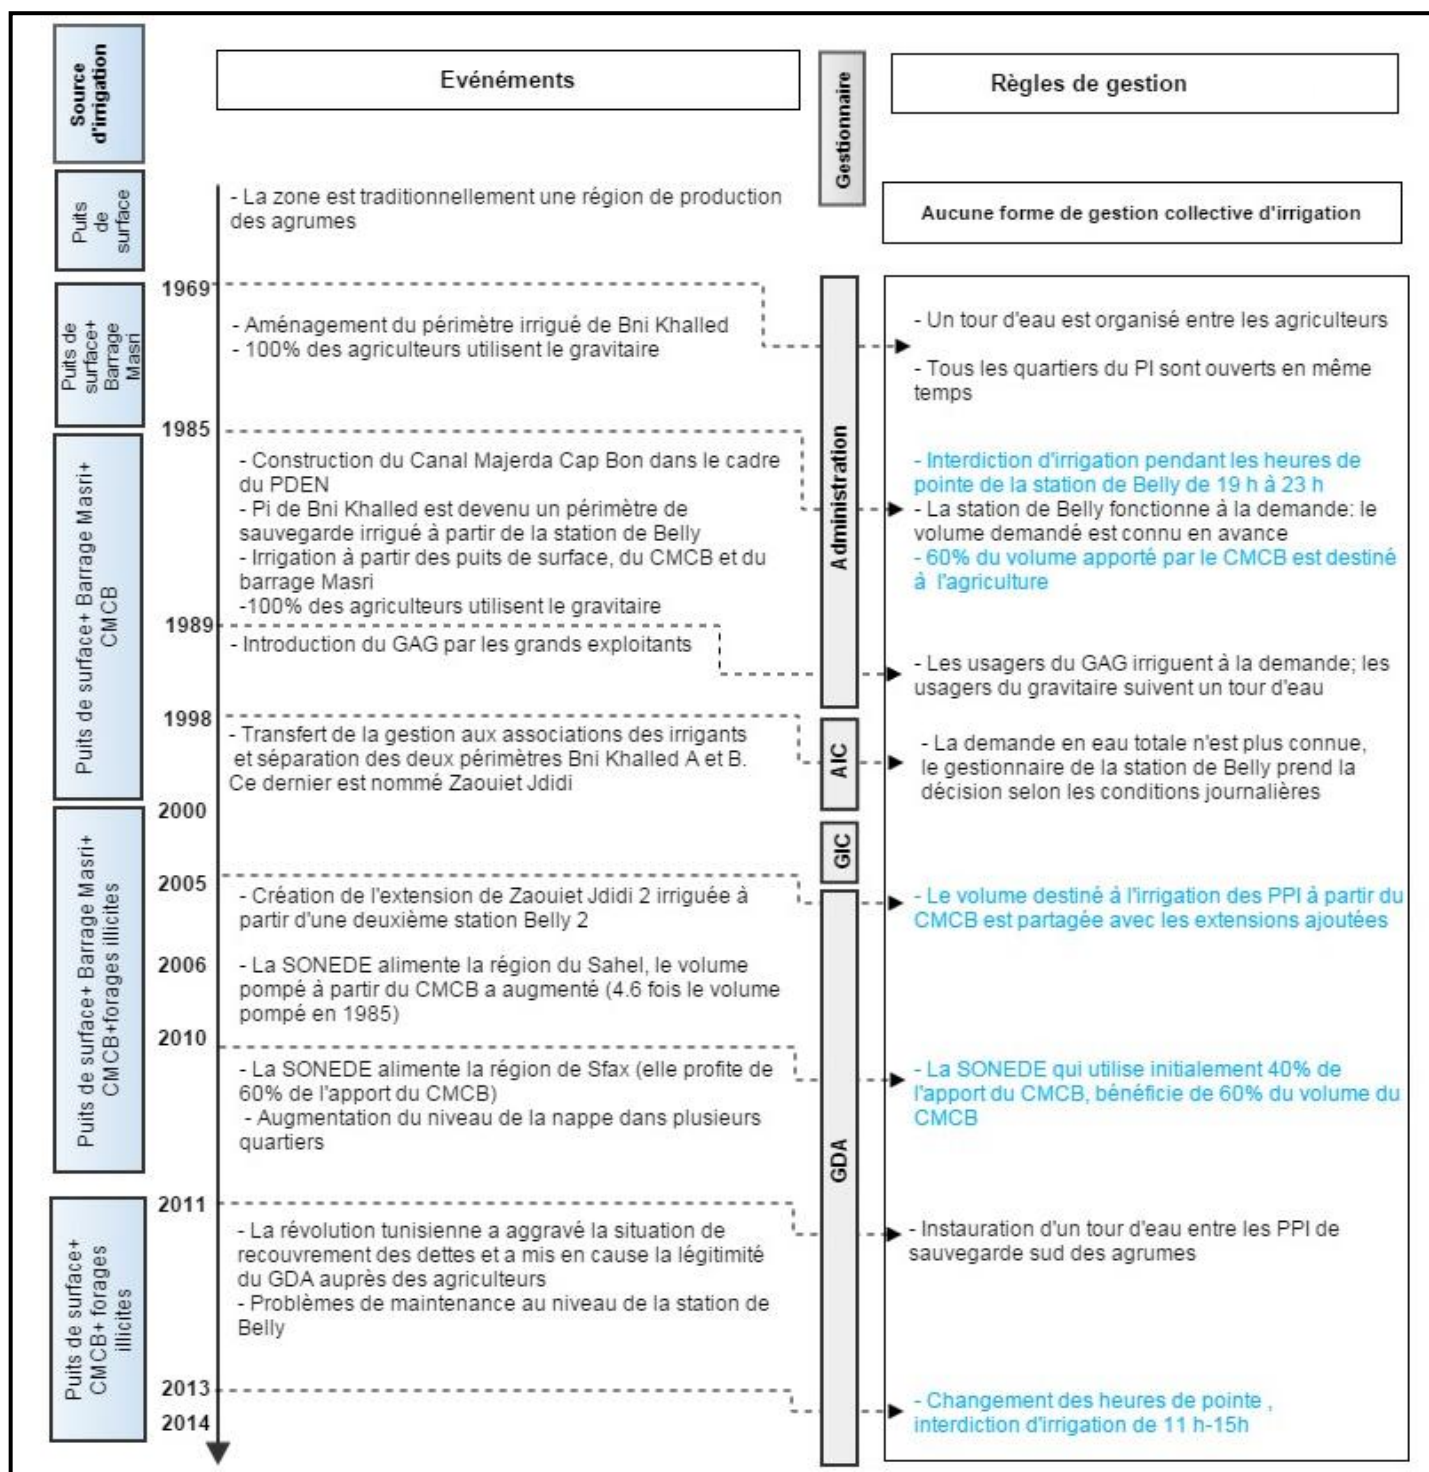 Source
d'irrigation
Evénéménts
Gestionnaire
Règles de gestion
Puits
de
surface
- La zone est traditionnellement une région de production
des agrumes
Aucune forme de gestion collective d'irrigation
1969
Puits de
surface+
Barrage
Masri
- Aménagement du périmètre irrigué de Bni Khalled
- 100% des agriculteurs utilisent le gravitaire
Administration
- Un tour d'eau est organisé entre les agriculteurs
- Tous les quartiers du PI sont ouverts en même
temps
1985
Puits de surface+ Barrage Masri+
CMCB
- Construction du Canal Majerda Cap Bon dans le cadre
du PDEN
- Pi de Bni Khalled est devenu un périmètre de
sauvegarde irrigué à partir de la station de Belly
- Irrigation à partir des puits de surface, du CMCB et du
barrage Masri
-100% des agriculteurs utilisent le gravitaire
- Interdiction d'irrigation pendant les heures de
pointe de la station de Belly de 19 h à 23 h
- La station de Belly fonctionne à la demande: le
volume demandé est connu en avance
- 60% du volume apporté par le CMCB est destiné
à l'agriculture
1989
- Introduction du GAG par les grands exploitants
- Les usagers du GAG irriguent à la demande; les
usagers du gravitaire suivent un tour d'eau
1998
- Transfert de la gestion aux associations des irrigants
et séparation des deux périmètres Bni Khalled A et B.
Ce dernier est nommé Zaouiet Jdidi
AIC
- La demande en eau totale n'est plus connue,
le gestionnaire de la station de Belly prend la
décision selon les conditions journalières
2000
Puits de surface+ Barrage Masri+
CMCB+forages illicites
GIC
2005
- Création de l'extension de Zaouiet Jdidi 2 irriguée à
partir d'une deuxième station Belly 2
GDA
- Le volume destiné à l'irrigation des PPI à partir du
CMCB est partagée avec les extensions ajoutées
2006
- La SONEDE alimente la région du Sahel, le volume
pompé à partir du CMCB a augmenté (4.6 fois le volume
pompé en 1985)
2010
- La SONEDE alimente la région de Sfax (elle profite de
60% de l'apport du CMCB)
- Augmentation du niveau de la nappe dans plusieurs
quartiers
- La SONEDE qui utilise initialement 40% de
l'apport du CMCB, bénéficie de 60% du volume du
CMCB
2011
Puits de surface+
CMCB+ forages
illicites
- La révolution tunisienne a aggravé la situation de
recouvrement des dettes et a mis en cause la légitimité
du GDA auprès des agriculteurs
- Problèmes de maintenance au niveau de la station de
Belly
- Instauration d'un tour d'eau entre les PPI de
sauvegarde sud des agrumes
2013
2014
- Changement des heures de pointe ,
interdiction d'irrigation de 11 h-15h